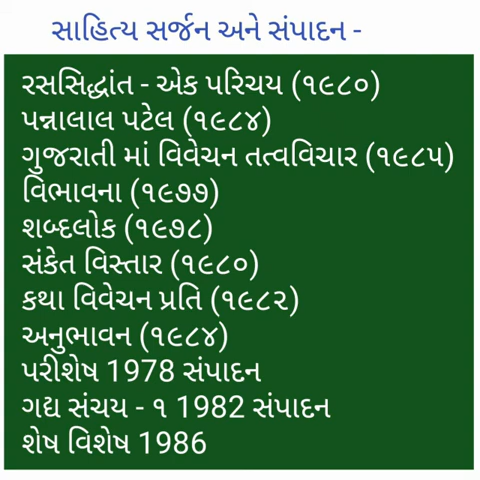 સાહિત્ય સર્જન અને સંપાદન -
રસસિદ્ધાંત - એક પરિચય (૧૯૮૦)
પન્નાલાલ પટેલ (૧૯૮૪)
ગુજરાતી માં વિવેચન તત્વવિચાર (૧૯૮૫)
વિભાવના (૧૯૭૭)
શબ્દલોક (૧૯૭૮)
સંકેત વિસ્તાર (૧૯૮૦)
કથા વિવેચન પ્રતિ (૧૯૮૨)
અનુભાવન (૧૯૮૪)
પરીશેષ 1978 સંપાદન
ગદ્ય સંચય - ૧ 1982 સંપાદન
શેષ વિશેષ 1986